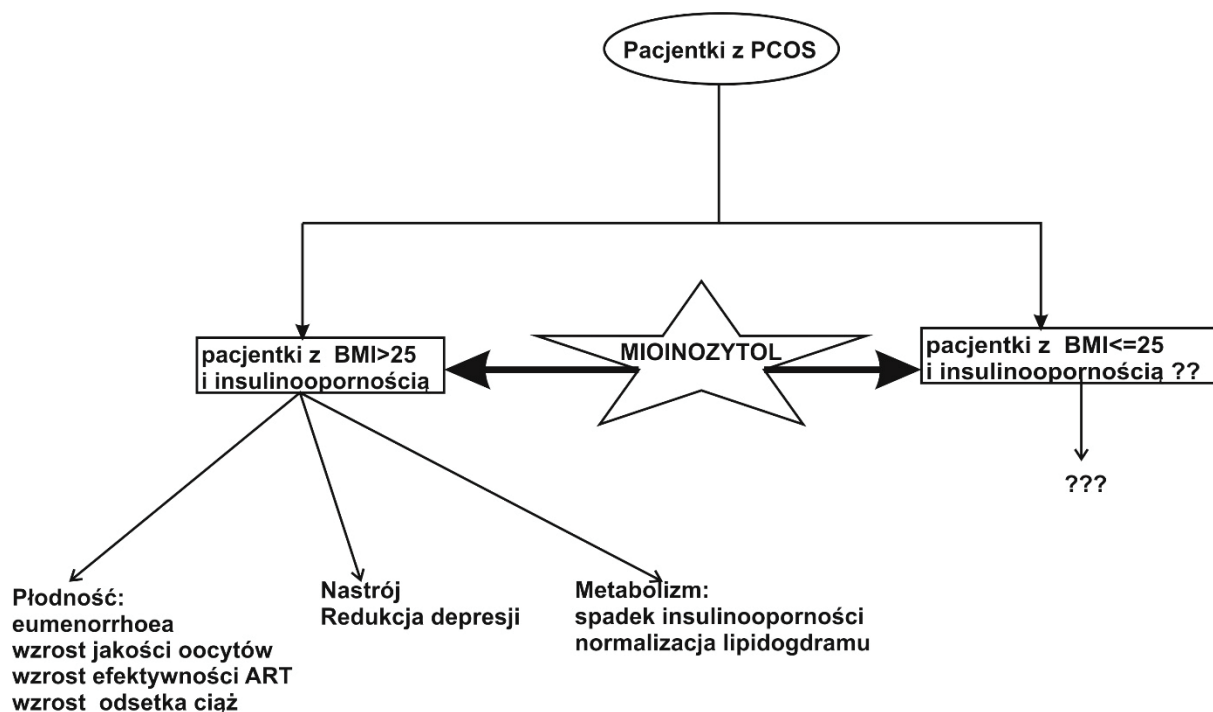 Pacjentki z PCOS
pacjentki z BMI>25
i insulinoopornością
MIOINOZYTOL
pacjentki z BMI<=25
i insulinoopornością ??
???
Płodność:
eumenorrhoea
wzrost jakości oocytów
wzrost efektywności ART
wzrost odsetka ciąż
Nastrój
Redukcja depresji
Metabolizm:
spadek insulinooporności
normalizacja lipidogdramu